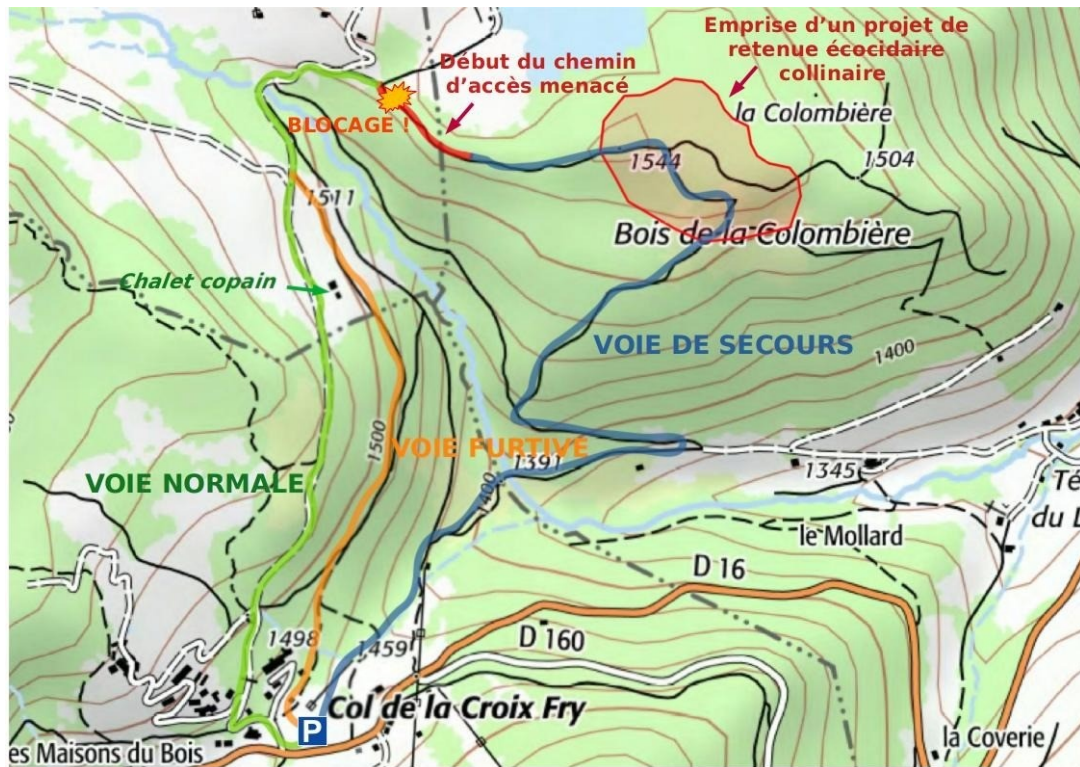 Emprise d'un projet de
retenue écocidaire
collinaire
Début du chemin
d'accès menacé
la Colombière
BLOCAGE !
1544
1504
1511
Bois de la Colombière
Chalet copain
VOIE DE SECOURS
1400
1500
VOIE FURTIVE
1391
1345
VOIE NORMALE
1400
Té
du L
le Mollard
D 16
1498
1459
D 160
P
Col de la Croix Fry
es Maisons du Bois
la Coverie